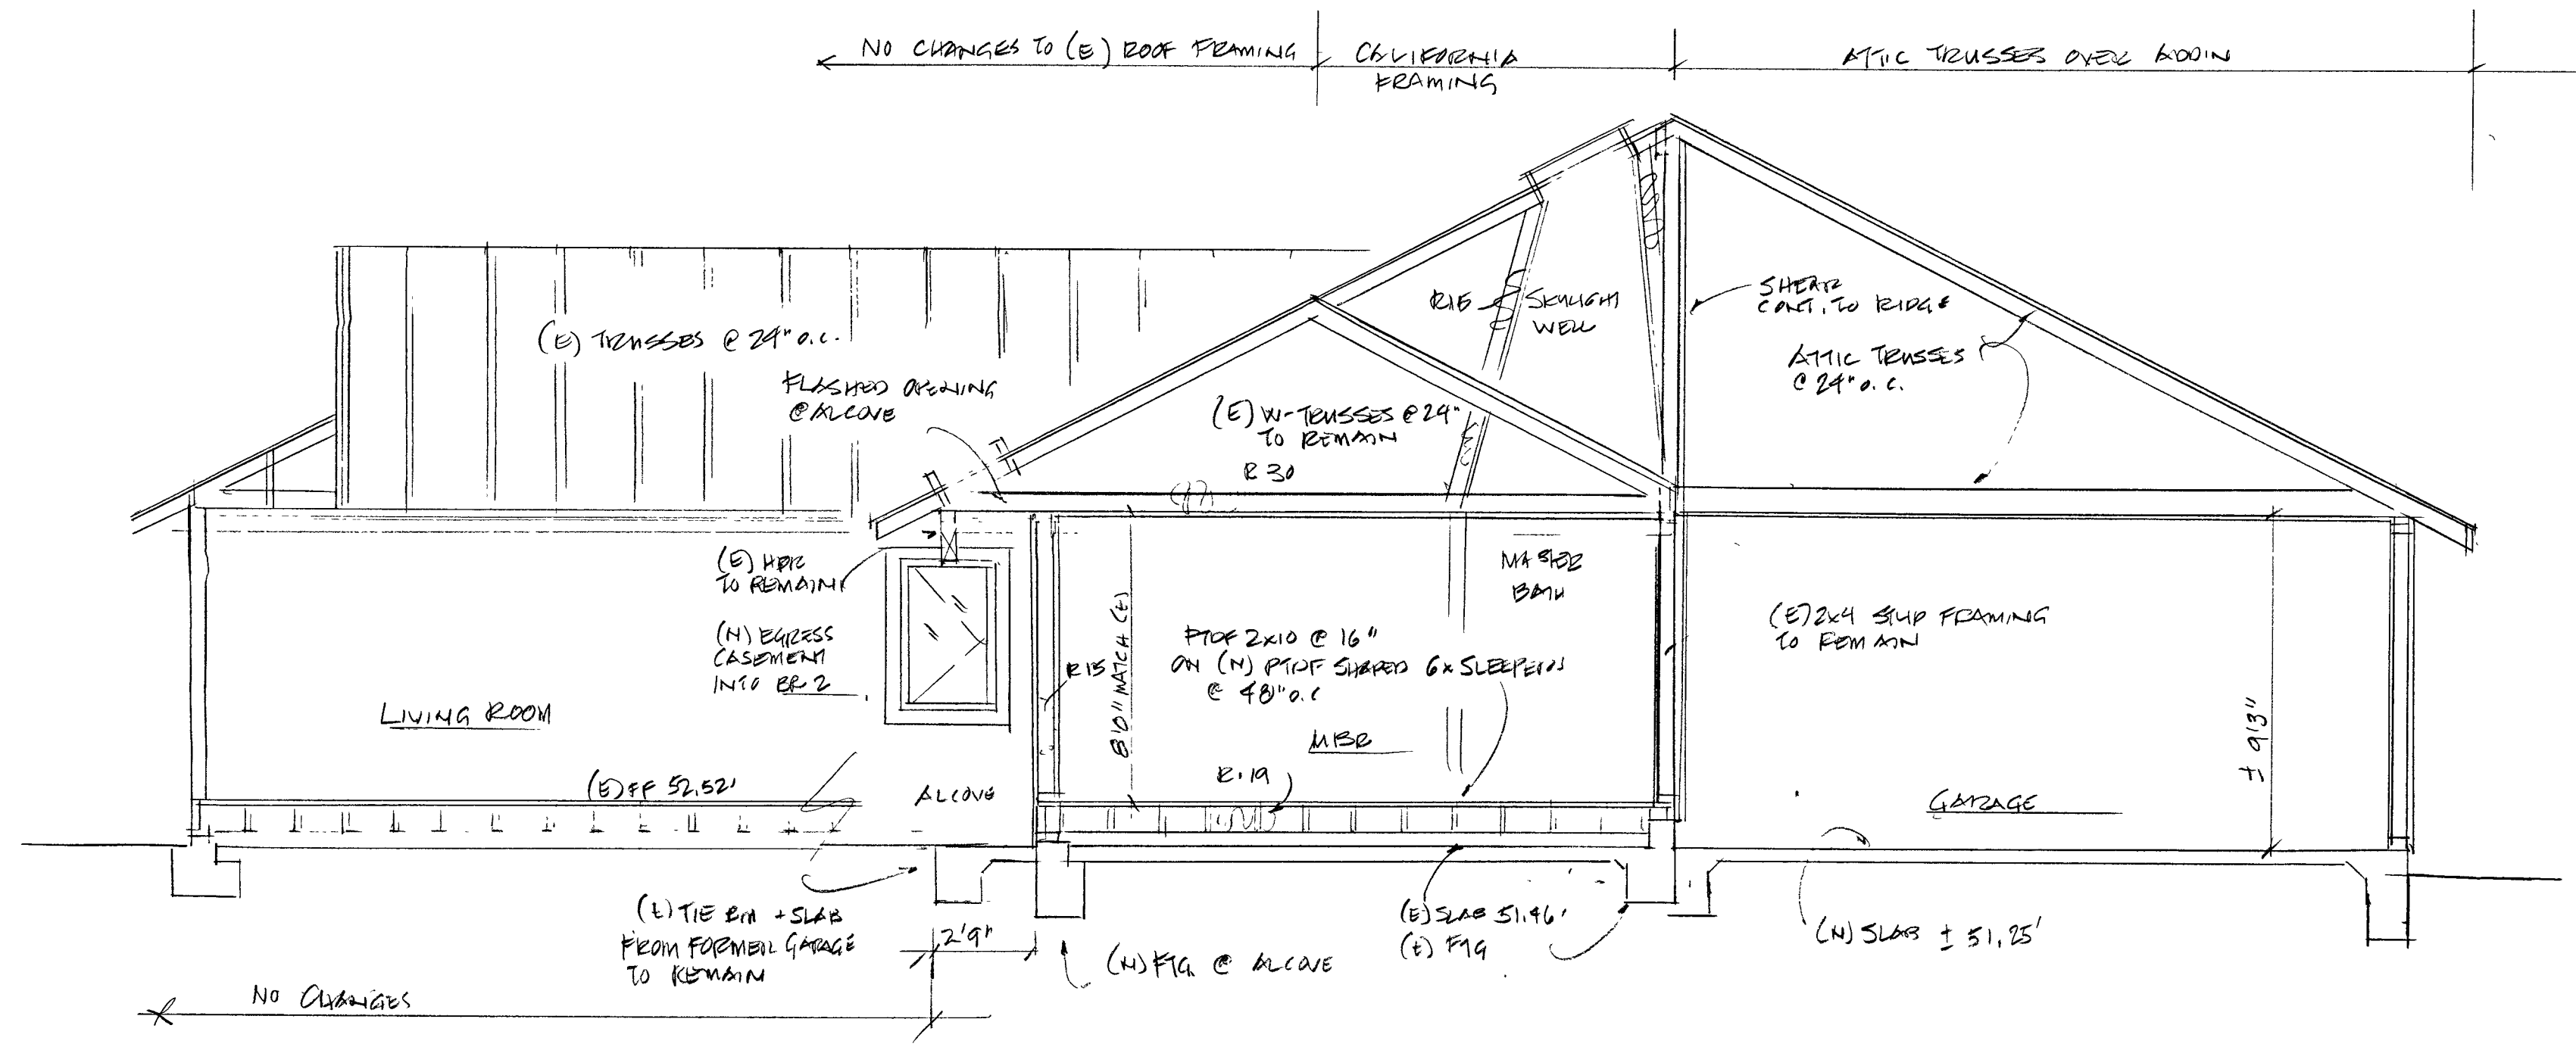 NO CHANGES TO (E) ROOF FRAMING
CALIFORNIA
FRAMING
ATTIC TRUSSES OVER ADDIN
(E) TRUSSES @ 24" O.C.
FLASHED OPENING
@ ALCOVE
(E) W-TRUSSES @ 24"
TO REMAIN
R 30
R15
SKYLIGHT
WELL
SHEAR
CONT. TO RIDGE
ATTIC TRUSSES
@ 24" O.C.
(E) HDR
TO REMAIN
(N) EGRESS
CASEMENT
INTO BR 2
LIVING ROOM
(E) FF 52.52'
ALCOVE
R15
8'0" MATCH (E)
PTDF 2x10 @ 16"
ON (N) PTDF SHAPED 6x SLEEPERS
@ 48" O.C
MBR
R-19
MASTER
BATH
(E) 2x4 STUD FRAMING
TO REMAIN
± 9'3"
GARAGE
(E) TIE BM + SLAB
FROM FORMER GARAGE
TO REMAIN
2'9"
(N) FTG. @ ALCOVE
(E) SLAB 51.46'
(E) FTG
(N) SLAB ± 51.25'
NO CHANGES